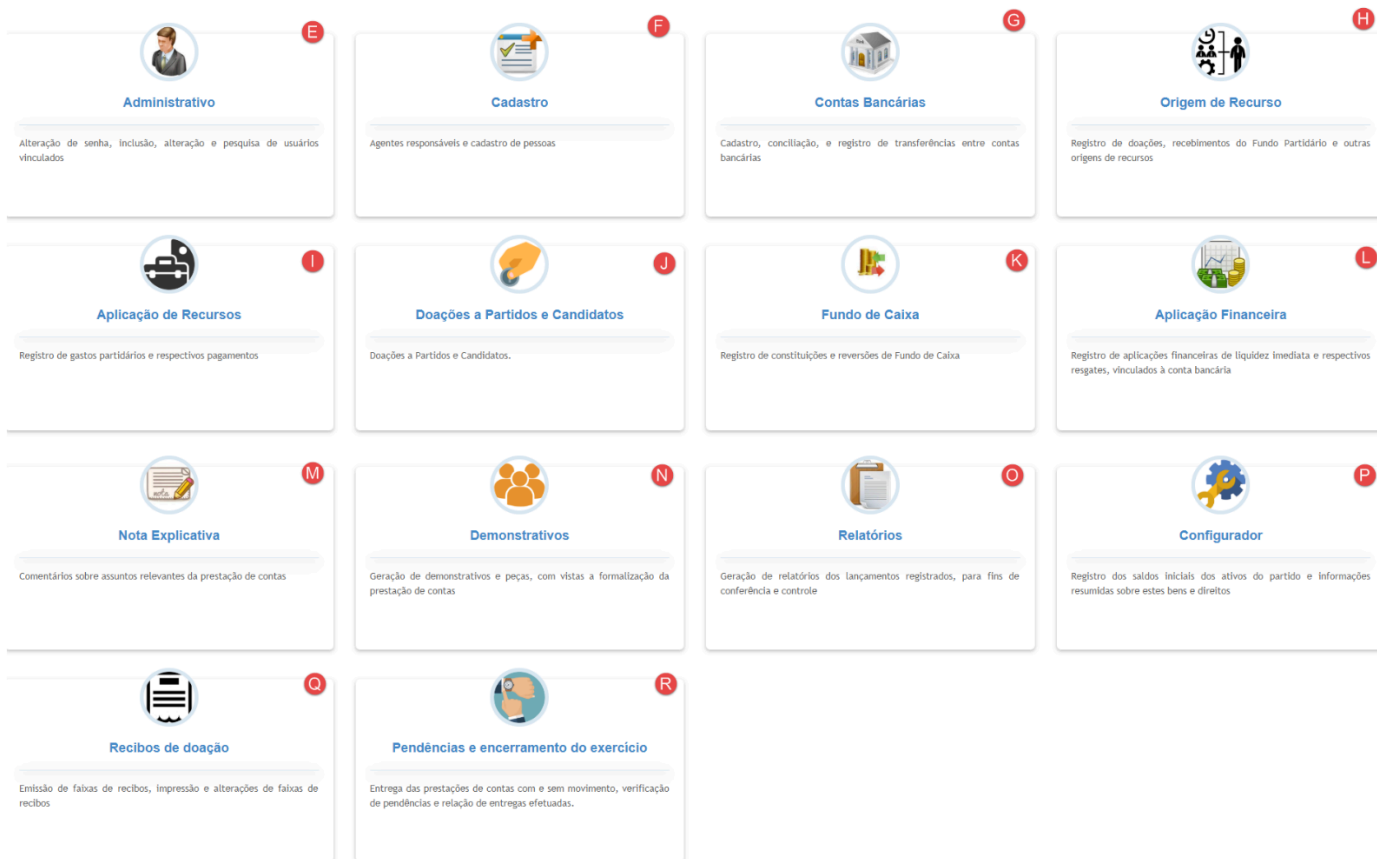 E
Administrativo
Alteração de senha, inclusão, alteração e pesquisa de usuários
vinculados
F
Cadastro
Agentes responsáveis e cadastro de pessoas
G
Contas Bancárias
Cadastro, conciliação, e registro de transferências entre contas
bancárias
H
Origem de Recurso
Registro de doações, recebimentos do Fundo Partidário e outras
origens de recursos
I
Aplicação de Recursos
Registro de gastos partidários e respectivos pagamentos
J
Doações a Partidos e Candidatos
Doações a Partidos e Candidatos.
K
Fundo de Caixa
Registro de constituições e reversões de Fundo de Caixa
L
Aplicação Financeira
Registro de aplicações financeiras de liquidez imediata e respectivos
resgates, vinculados à conta bancária
M
nota
Nota Explicativa
Comentários sobre assuntos relevantes da prestação de contas
N
Demonstrativos
Geração de demonstrativos e peças, com vistas a formalização da
prestação de contas
O
Relatórios
Geração de relatórios dos lançamentos registrados, para fins de
conferência e controle
P
Configurador
Registro dos saldos iniciais dos ativos do partido e informações
resumidas sobre estes bens e direitos
Q
Recibos de doação
Emissão de faixas de recibos, impressão e alterações de faixas de
recibos
R
Pendências e encerramento do exercício
Entrega das prestações de contas com e sem movimento, verificação
de pendências e relação de entregas efetuadas.